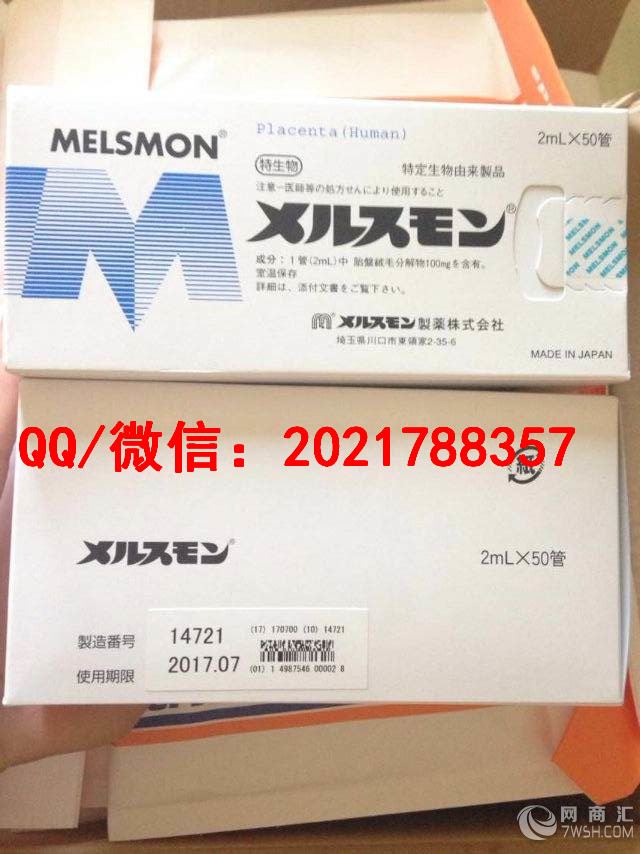 MELSMON®
Placenta(Human)
2mL×50管
特生物
特定生物由来製品
注意-医師等の処方せんにより使用すること
メルスモン®
成分：1管(2mL)中 胎盤絨毛分解物100mgを含有。
室温保存
詳細は、添付文書をご覧下さい。
メルスモン製薬株式会社
埼玉県川口市東領家2-35-6
MELSMON
MELSMON
MELSMON
MADE IN JAPAN
QQ/微信：2021788357
紙
メルスモン®
2mL×50管
製造番号
14721
(17) 170700 (10) 14721
使用期限
2017.07
(01) 1 4987546 00002 8
网商汇
7WSH.COM